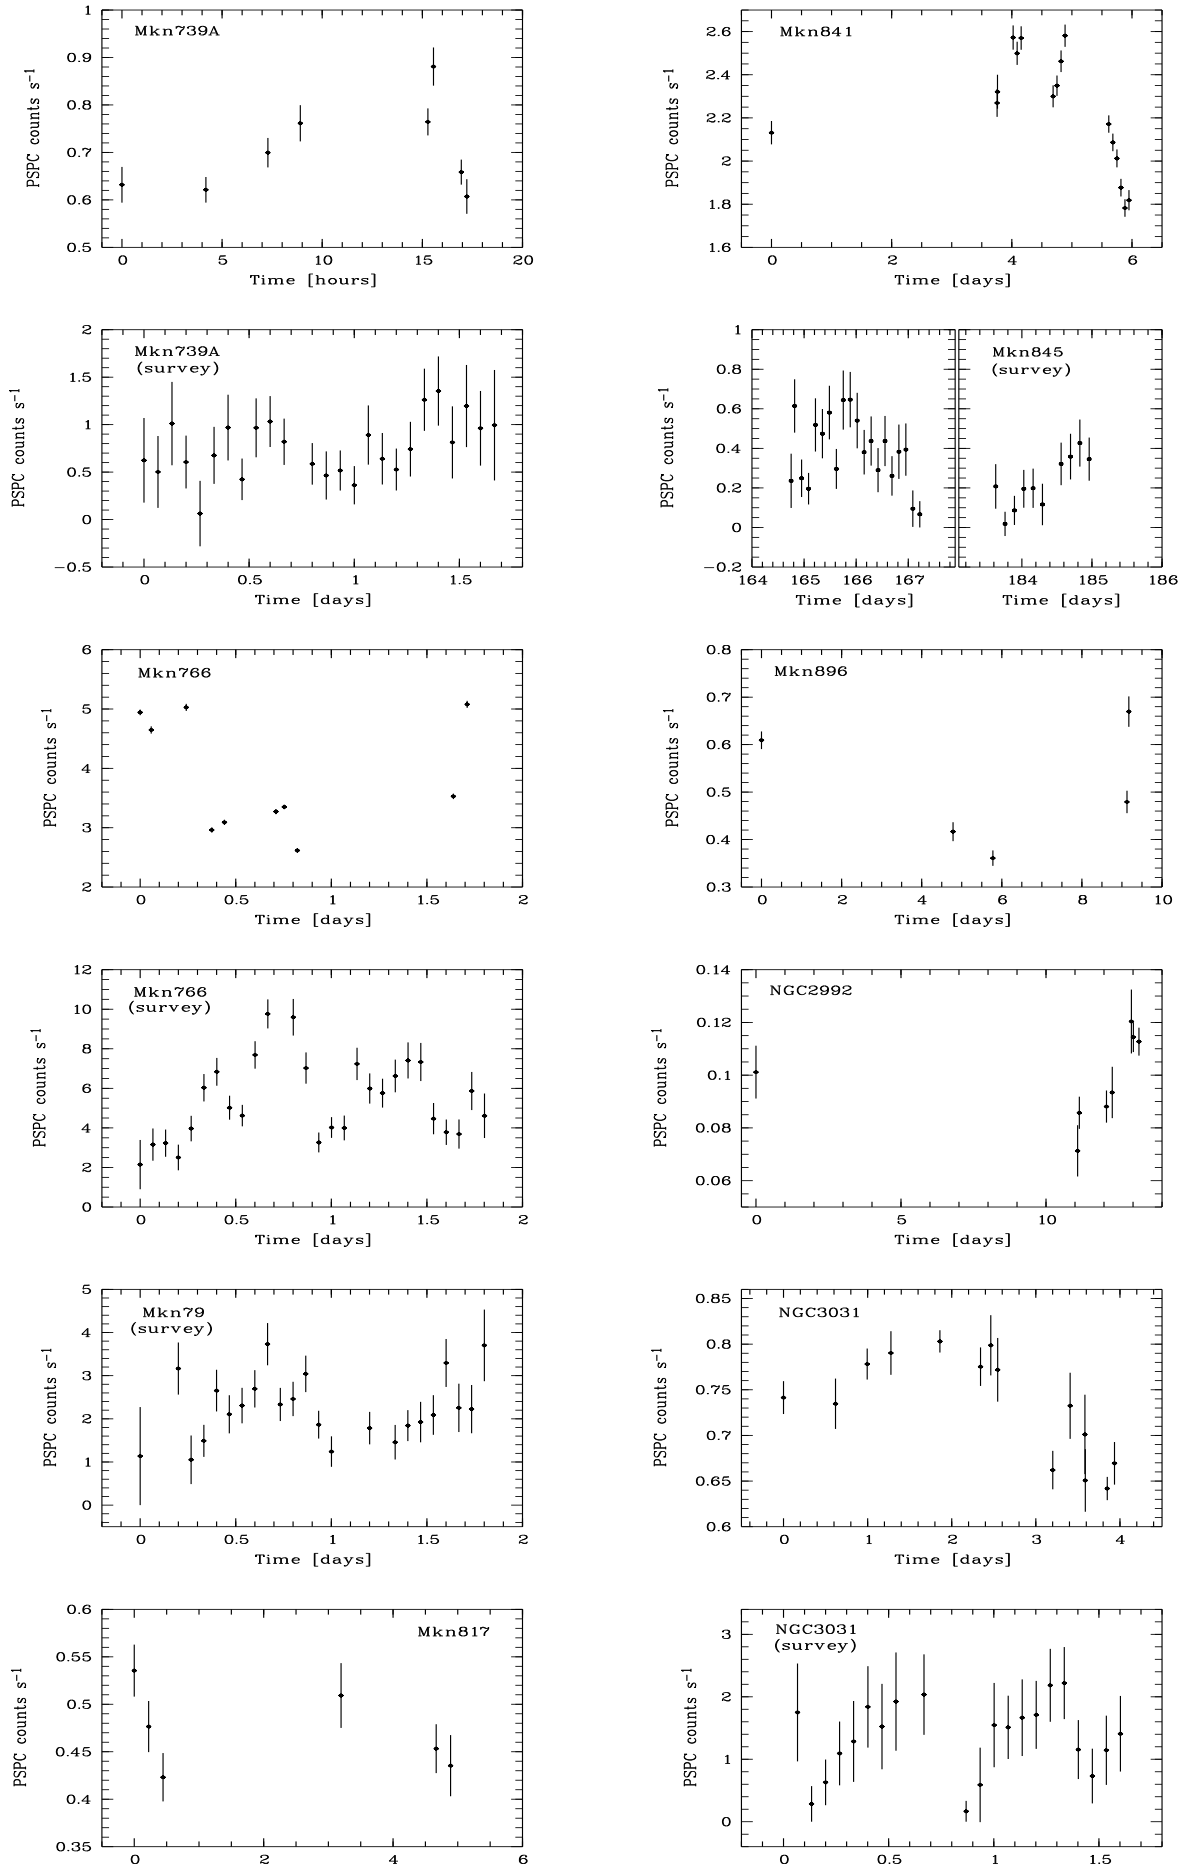 Mkn739A
PSPC counts s−1
1
0.9
0.8
0.7
0.6
0.5
0 5 10 15 20
Time [hours]
Mkn841
PSPC counts s−1
2.6
2.4
2.2
2
1.8
1.6
0 2 4 6
Time [days]
Mkn739A
(survey)
PSPC counts s−1
2
1.5
1
0.5
0
−0.5
0 0.5 1 1.5
Time [days]
Mkn845
(survey)
PSPC counts s−1
1
0.8
0.6
0.4
0.2
0
−0.2
164 165 166 167 184 185 186
Time [days] Time [days]
Mkn766
PSPC counts s−1
6
5
4
3
2
0 0.5 1 1.5 2
Time [days]
Mkn896
PSPC counts s−1
0.8
0.7
0.6
0.5
0.4
0.3
0 2 4 6 8 10
Time [days]
Mkn766
(survey)
PSPC counts s−1
12
10
8
6
4
2
0
0 0.5 1 1.5 2
Time [days]
NGC2992
PSPC counts s−1
0.14
0.12
0.1
0.08
0.06
0 5 10
Time [days]
Mkn79
(survey)
PSPC counts s−1
5
4
3
2
1
0
0 0.5 1 1.5 2
Time [days]
NGC3031
PSPC counts s−1
0.85
0.8
0.75
0.7
0.65
0.6
0 1 2 3 4
Time [days]
Mkn817
PSPC counts s−1
0.6
0.55
0.5
0.45
0.4
0.35
0 2 4 6
NGC3031
(survey)
PSPC counts s−1
3
2
1
0
0 0.5 1 1.5